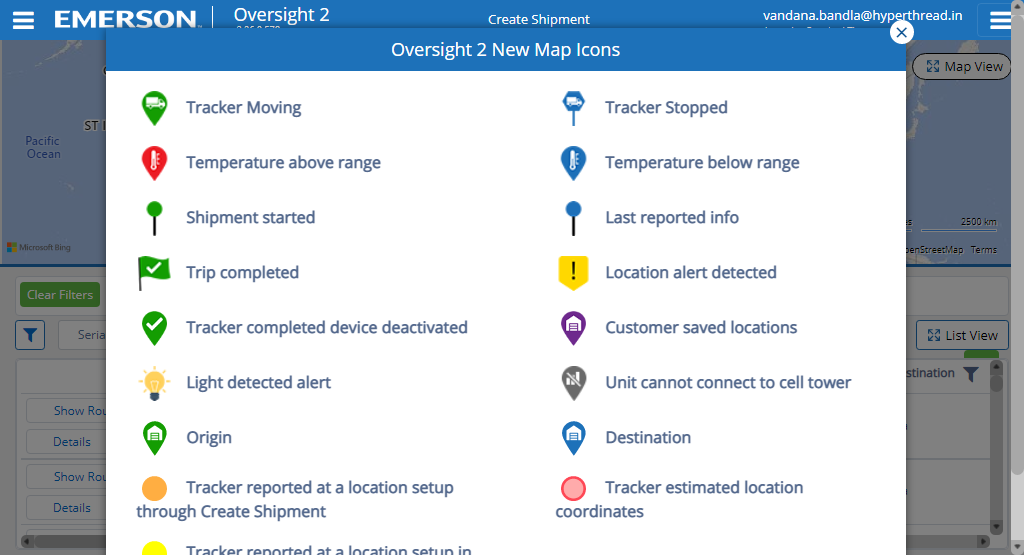 EMERSON
Oversight 2
Create Shipment
vandana.bandla@hyperthread.in
Oversight 2 New Map Icons
Map View
Tracker Moving
Tracker Stopped
ST
Pacific
Ocean
Temperature above range
Temperature below range
Shipment started
Last reported info
2500 km
Microsoft Bing
OpenStreetMap Terms
Trip completed
Location alert detected
Clear Filters
Tracker completed device deactivated
Customer saved locations
Seria
List View
Light detected alert
Unit cannot connect to cell tower
stination
Show Rou
Origin
Destination
Details
Show Rou
Tracker reported at a location setup
through Create Shipment
Tracker estimated location
coordinates
Details
Tracker reported at a location setup in